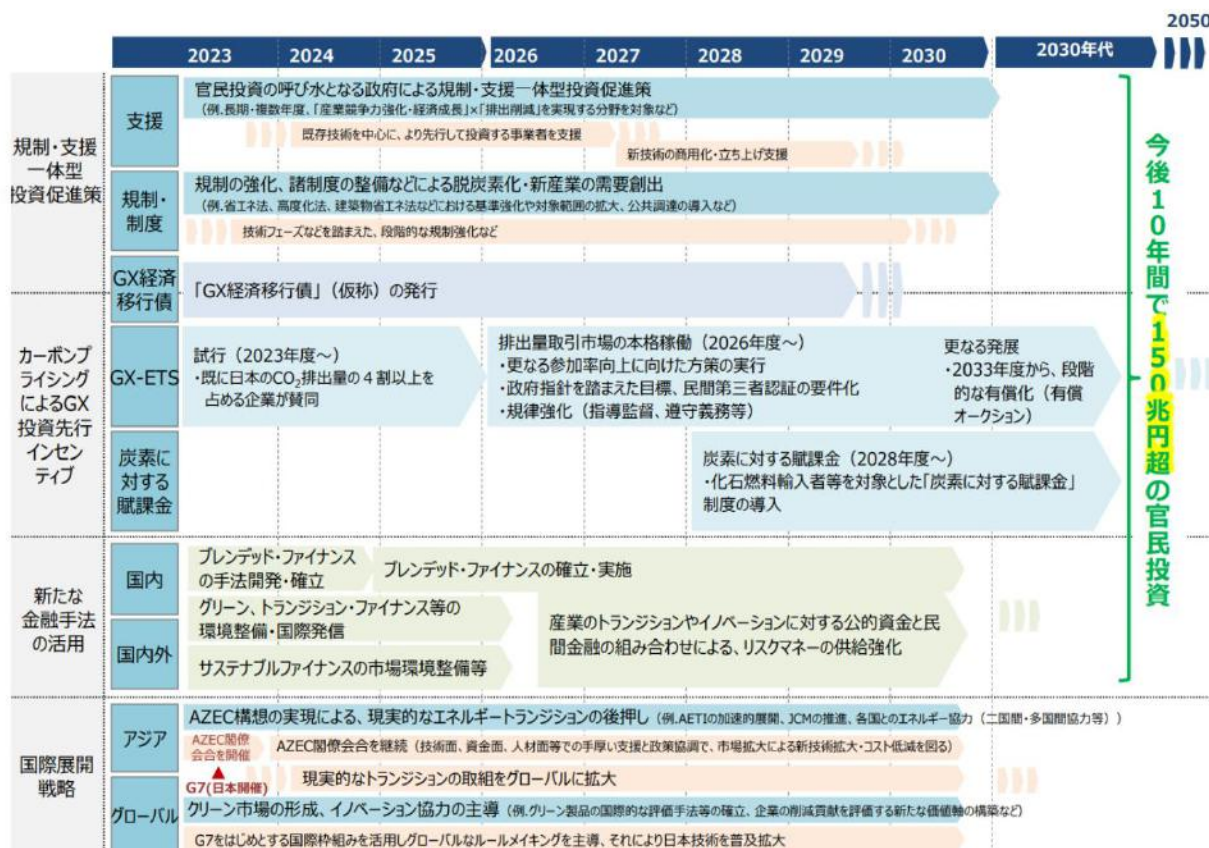 2050
2023
2024
2025
2026
2027
2028
2029
2030
2030年代
規制・支援
一体型
投資促進策
支援
官民投資の呼び水となる政府による規制・支援一体型投資促進策
(例.長期・複数年度、「産業競争力強化・経済成長」×「排出削減」を実現する分野を対象など)
既存技術を中心に、より先行して投資する事業者を支援
新技術の商用化・立ち上げ支援
規制・
制度
規制の強化、諸制度の整備などによる脱炭素化・新産業の需要創出
(例.省エネ法、高度化法、建築物省エネ法などにおける基準強化や対象範囲の拡大、公共調達の導入など)
技術フェーズなどを踏まえた、段階的な規制強化など
GX経済
移行債
「GX経済移行債」(仮称)の発行
カーボンプ
ライシング
によるGX
投資先行
インセン
ティブ
GX-ETS
試行(2023年度~)
・既に日本のCO₂排出量の4割以上を
占める企業が賛同
排出量取引市場の本格稼働(2026年度~)
・更なる参加率向上に向けた方策の実行
・政府指針を踏まえた目標、民間第三者認証の要件化
・規律強化(指導監督、遵守義務等)
更なる発展
・2033年度から、段階
的な有償化(有償
オークション)
炭素に
対する
賦課金
炭素に対する賦課金(2028年度~)
・化石燃料輸入者等を対象とした「炭素に対する賦課金」
制度の導入
新たな
金融手法
の活用
国内
ブレンデッド・ファイナンス
の手法開発・確立
ブレンデッド・ファイナンスの確立・実施
グリーン、トランジション・ファイナンス等の
環境整備・国際発信
産業のトランジションやイノベーションに対する公的資金と民
間金融の組み合わせによる、リスクマネーの供給強化
国内外
サステナブルファイナンスの市場環境整備等
国際展開
戦略
アジア
AZEC構想の実現による、現実的なエネルギートランジションの後押し(例.AETIの加速的展開、JCMの推進、各国とのエネルギー協力(二国間・多国間協力等))
AZEC閣僚
会合を開催
AZEC閣僚会合を継続(技術面、資金面、人材面等での手厚い支援と政策協調で、市場拡大による新技術拡大・コスト低減を図る)
G7(日本開催)
現実的なトランジションの取組をグローバルに拡大
グローバル
クリーン市場の形成、イノベーション協力の主導(例.グリーン製品の国際的な評価手法等の確立、企業の削減貢献を評価する新たな価値軸の構築など)
G7をはじめとする国際枠組みを活用しグローバルなルールメイキングを主導、それにより日本技術を普及拡大
今後10年間で150兆円超の官民投資